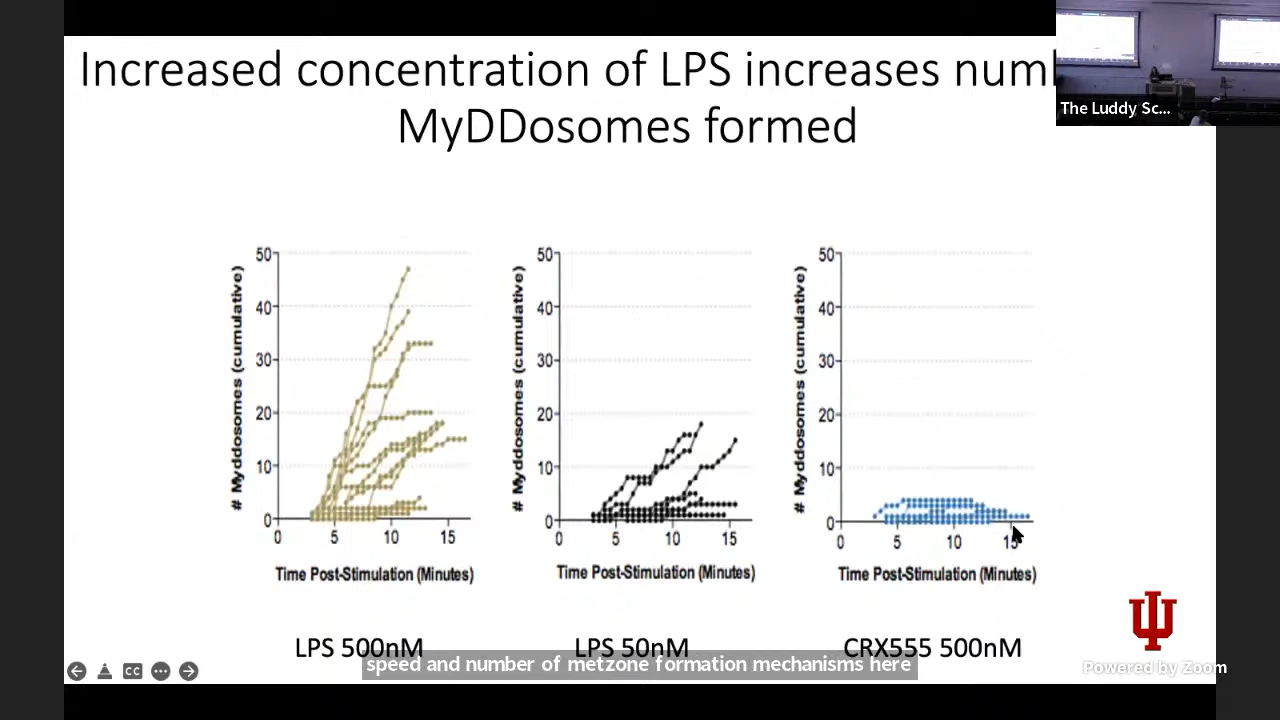 Increased concentration of LPS increases num
MyDDosomes formed
The Luddy Sc...
# Myddosomes (cumulative)
50
40
30
20
10
0
0 5 10 15
Time Post-Stimulation (Minutes)
# Myddosomes (cumulative)
50
40
30
20
10
0
0 5 10 15
Time Post-Stimulation (Minutes)
# Myddosomes (cumulative)
50
40
30
20
10
0
0 5 10 15
Time Post-Stimulation (Minutes)
LPS 500nM
LPS 50nM
CRX555 500nM
speed and number of metzone formation mechanisms here
CC
Powered by Zoom